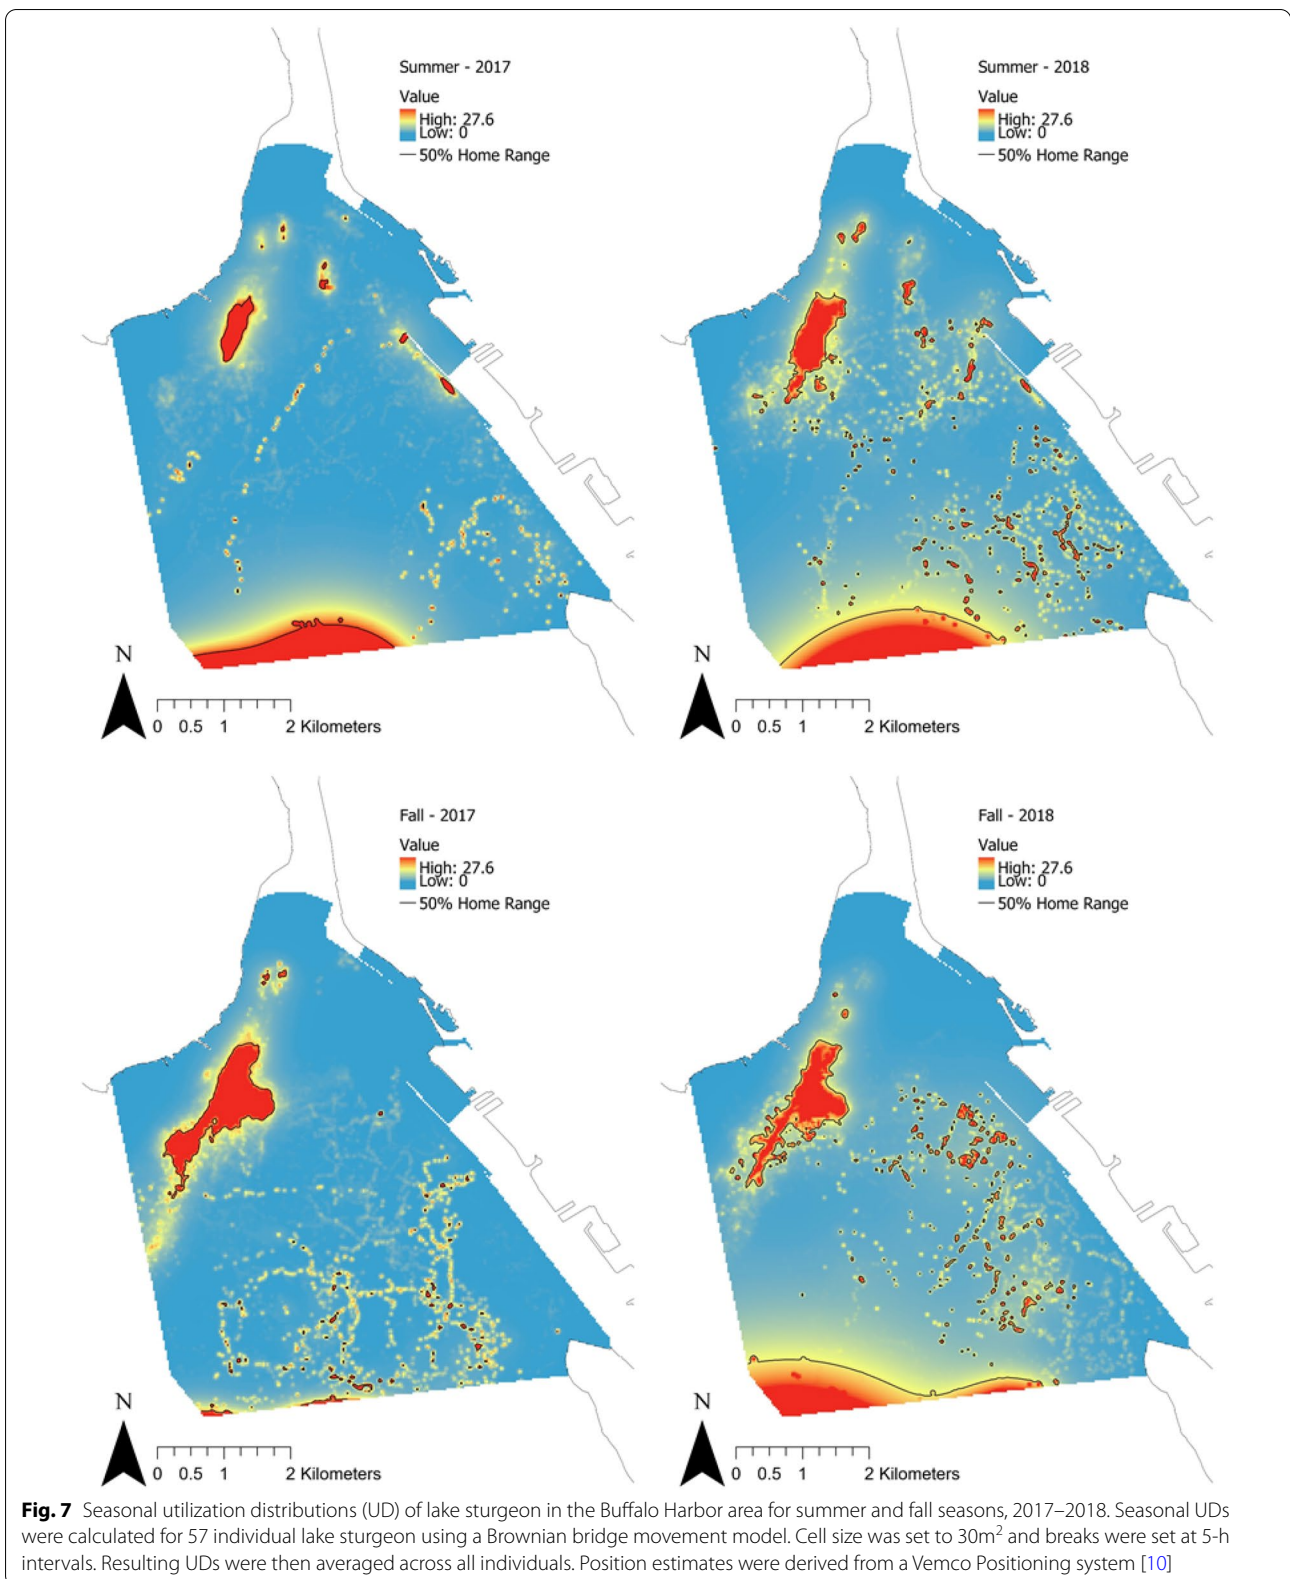 Summer - 2017
Value
High: 27.6
Low: 0
50% Home Range
N
0 0.5 1 2 Kilometers
Summer - 2018
Value
High: 27.6
Low: 0
50% Home Range
N
0 0.5 1 2 Kilometers
Fall - 2017
Value
High: 27.6
Low: 0
50% Home Range
N
0 0.5 1 2 Kilometers
Fall - 2018
Value
High: 27.6
Low: 0
50% Home Range
N
0 0.5 1 2 Kilometers
Fig. 7 Seasonal utilization distributions (UD) of lake sturgeon in the Buffalo Harbor area for summer and fall seasons, 2017–2018. Seasonal UDs
were calculated for 57 individual lake sturgeon using a Brownian bridge movement model. Cell size was set to 30m² and breaks were set at 5-h
intervals. Resulting UDs were then averaged across all individuals. Position estimates were derived from a Vemco Positioning system [10]